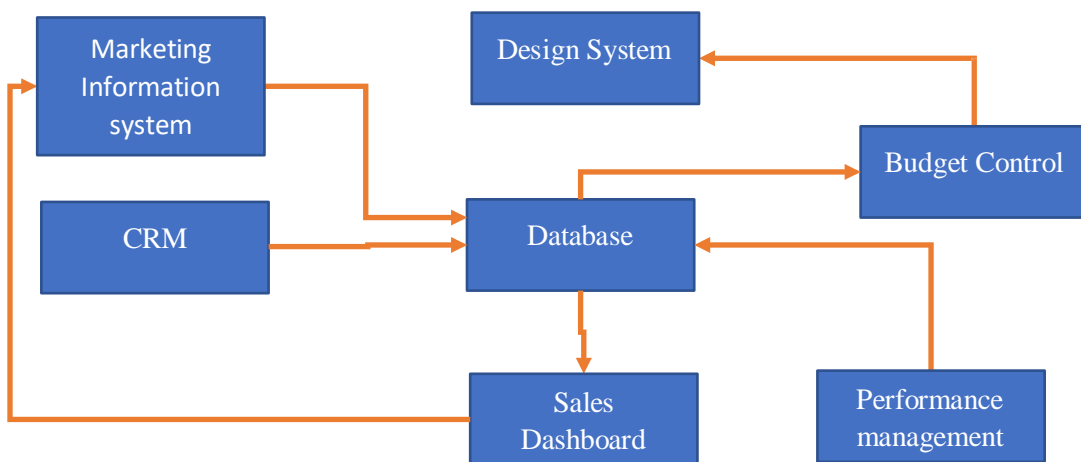 Marketing
Information
system
Design System
Budget Control
CRM
Database
Sales
Dashboard
Performance
management